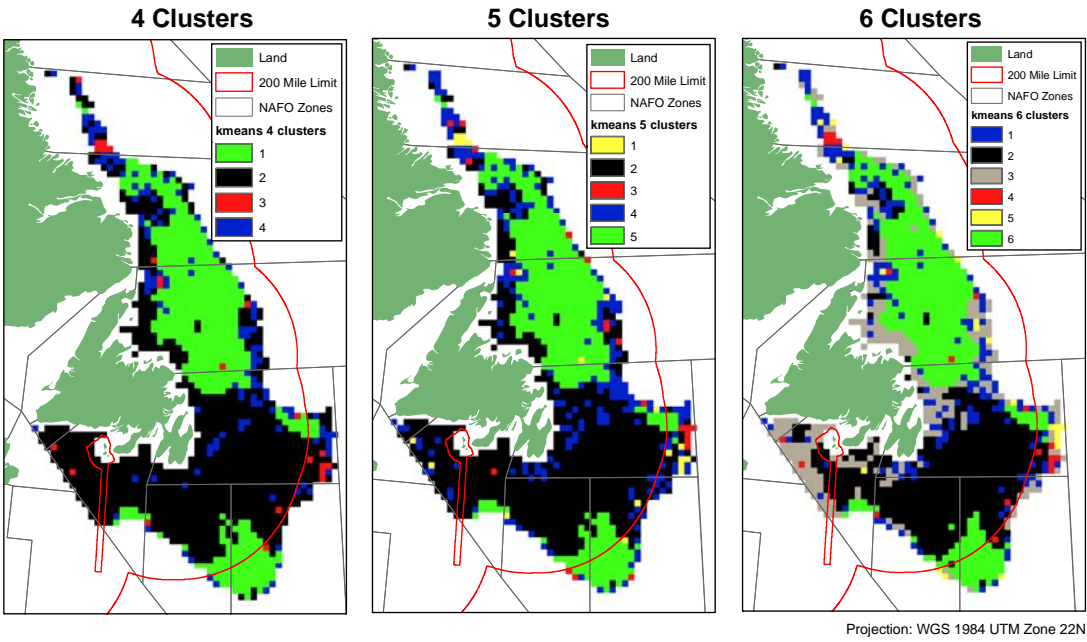 4 Clusters
Land
200 Mile Limit
NAFO Zones
kmeans 4 clusters
1
2
3
4
5 Clusters
Land
200 Mile Limit
NAFO Zones
kmeans 5 clusters
1
2
3
4
5
6 Clusters
Land
200 Mile Limit
NAFO Zones
kmeans 6 clusters
1
2
3
4
5
6
Projection: WGS 1984 UTM Zone 22N